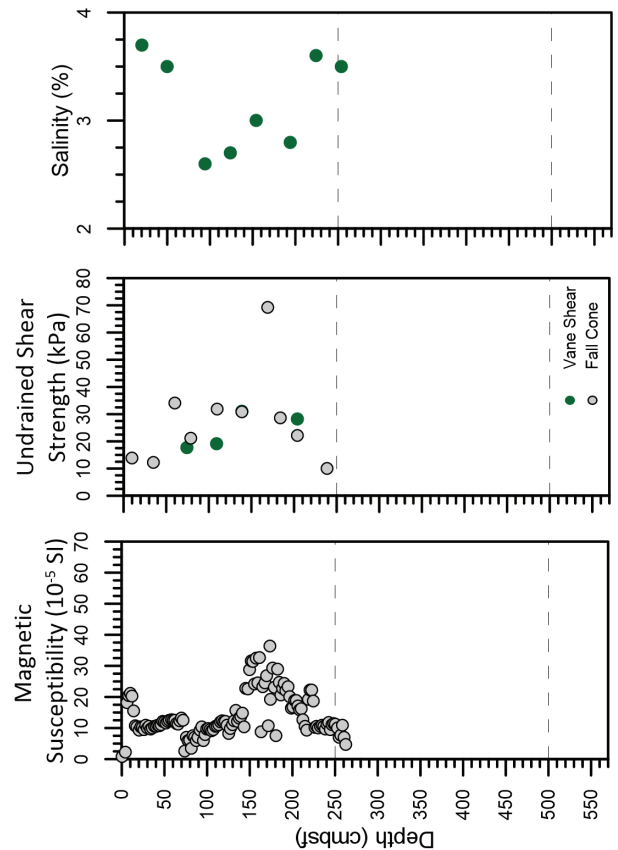 Salinity (%)
2
3
4
Undrained Shear
Strength (kPa)
0 10 20 30 40 50 60 70 80
Vane Shear
Fall Cone
Magnetic
Susceptibility (10⁻⁵ SI)
0 10 20 30 40 50 60 70
0 50 100 150 200 250 300 350 400 450 500 550
Depth (cmbsf)